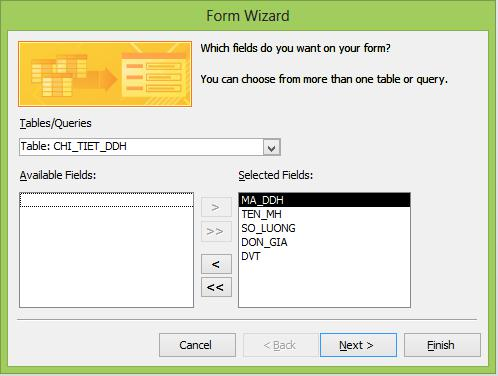 Form Wizard
Which fields do you want on your form?
You can choose from more than one table or query.
Tables/Queries
Table: CHI_TIET_DDH
Available Fields:
Selected Fields:
>
>>
<
<<
MA_DDH
TEN_MH
SO_LUONG
DON_GIA
DVT
Cancel
< Back
Next >
Finish